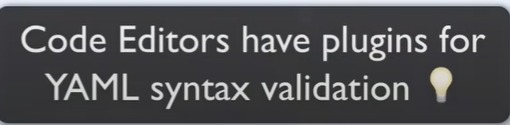 Code Editors have plugins for
YAML syntax validation 💡